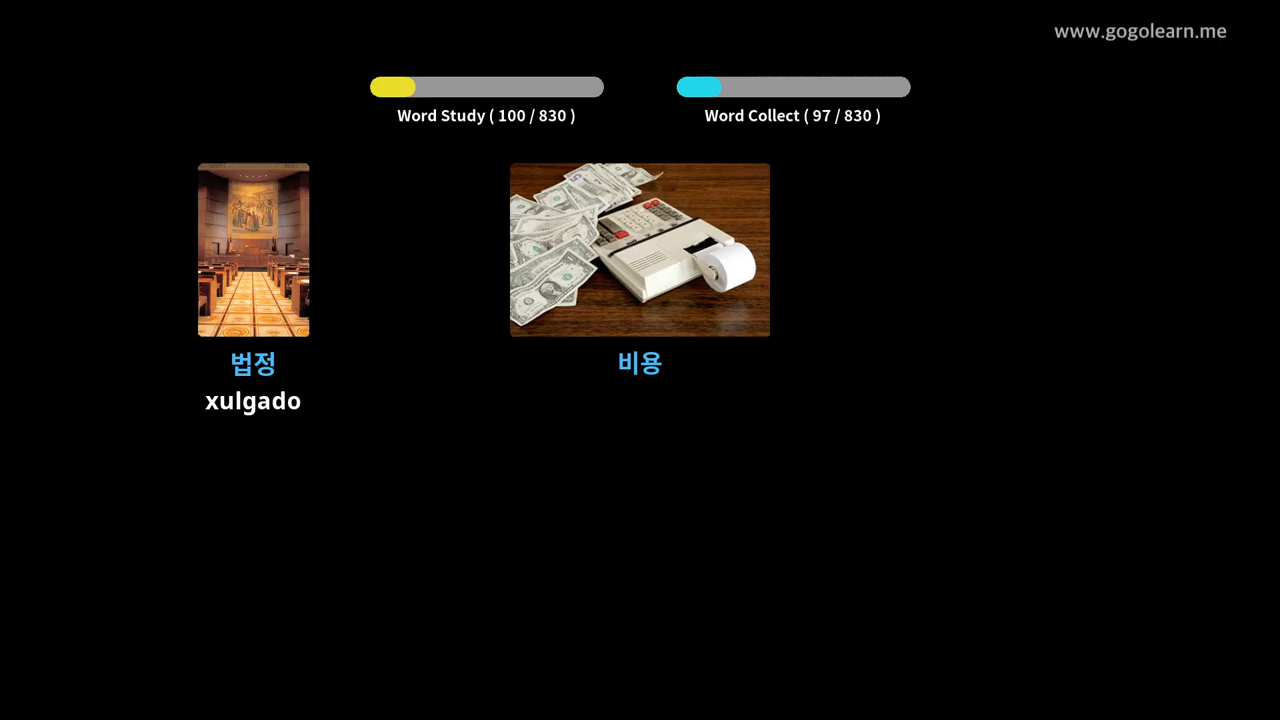 www.gogolearn.me
Word Study ( 100 / 830 )
Word Collect ( 97 / 830 )
법정
xulgado
비용